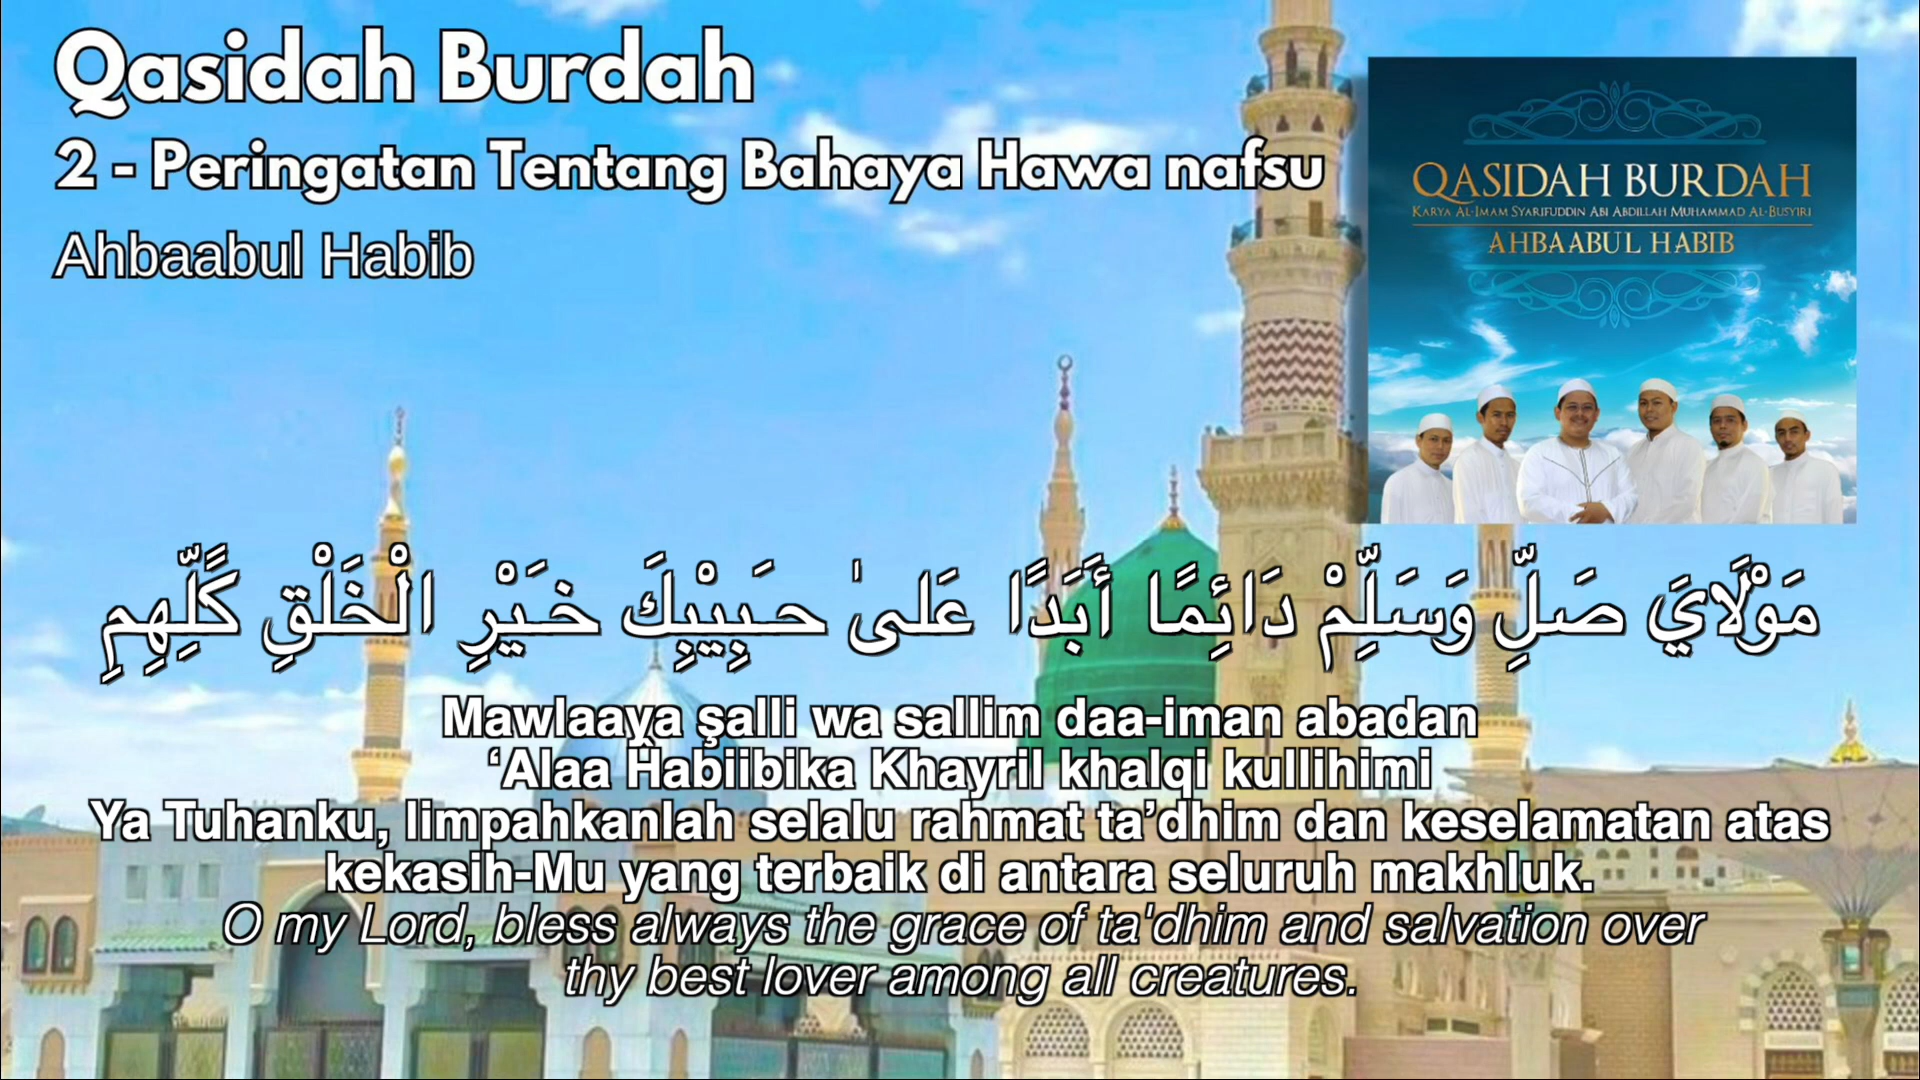 Qasidah Burdah
2 - Peringatan Tentang Bahaya Hawa nafsu
Ahbaabul Habib
QASIDAH BURDAH
KARYA AL-IMAM SYARIFUDDIN ABI ABDILLAH MUHAMMAD AL-BUSYIRI
AHBAABUL HABIB
مَوْلَايَ صَلِّ وَسَلِّمْ دَائِمًا أَبَدًا عَلىٰ حَبِيْبِكَ خَيْرِ الْخَلْقِ كُلِّهِمِ
Mawlaaya şalli wa sallim daa-iman abadan
‘Alaa Habiibika Khayril khalqi kullihimi
Ya Tuhanku, limpahkanlah selalu rahmat ta’dhim dan keselamatan atas
kekasih-Mu yang terbaik di antara seluruh makhluk.
O my Lord, bless always the grace of ta'dhim and salvation over
thy best lover among all creatures.